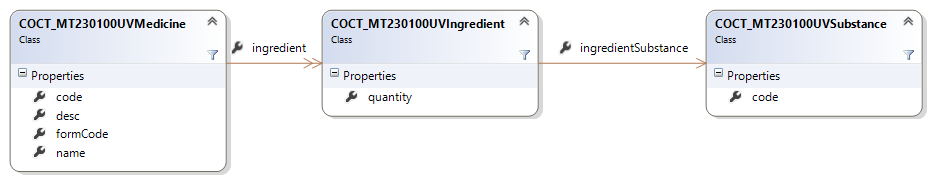 COCT_MT230100UVMedicine
Class
Properties
code
desc
formCode
name
ingredient
COCT_MT230100UVIngredient
Class
Properties
quantity
ingredientSubstance
COCT_MT230100UVSubstance
Class
Properties
code